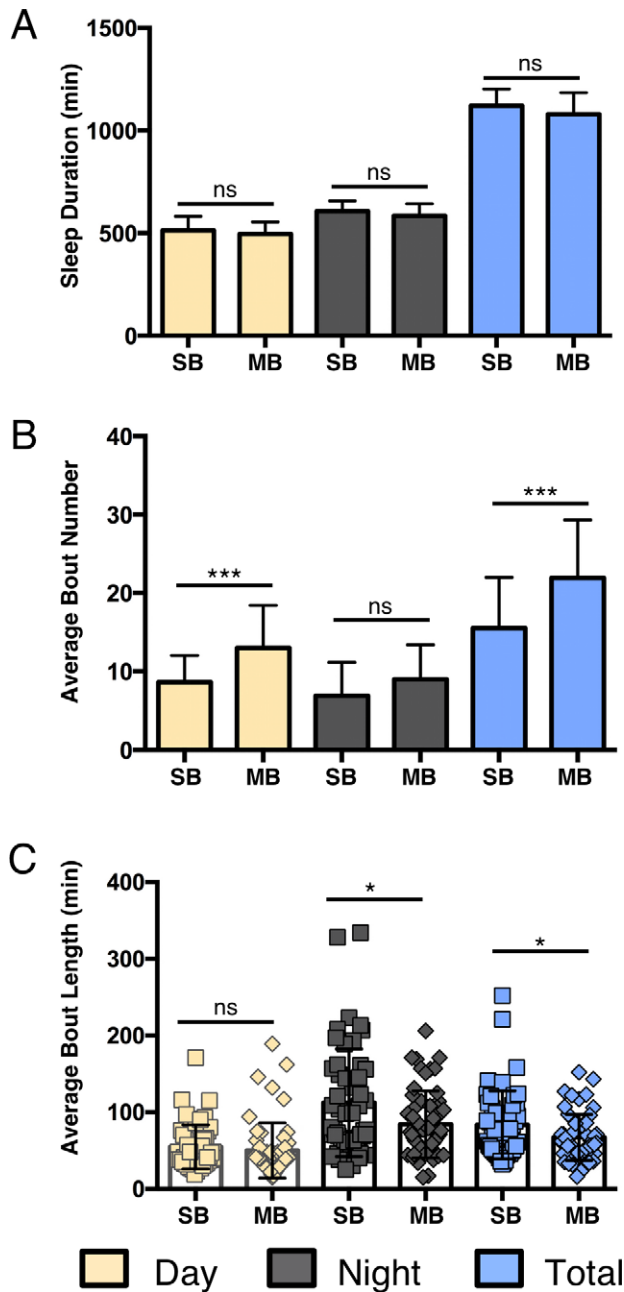 A
Sleep Duration (min)
1500
1000
500
0
ns
ns
ns
SB MB SB MB SB MB
B
Average Bout Number
40
30
20
10
0
***
ns
***
SB MB SB MB SB MB
C
Average Bout Length (min)
400
300
200
100
0
ns
*
*
SB MB SB MB SB MB
Day Night Total